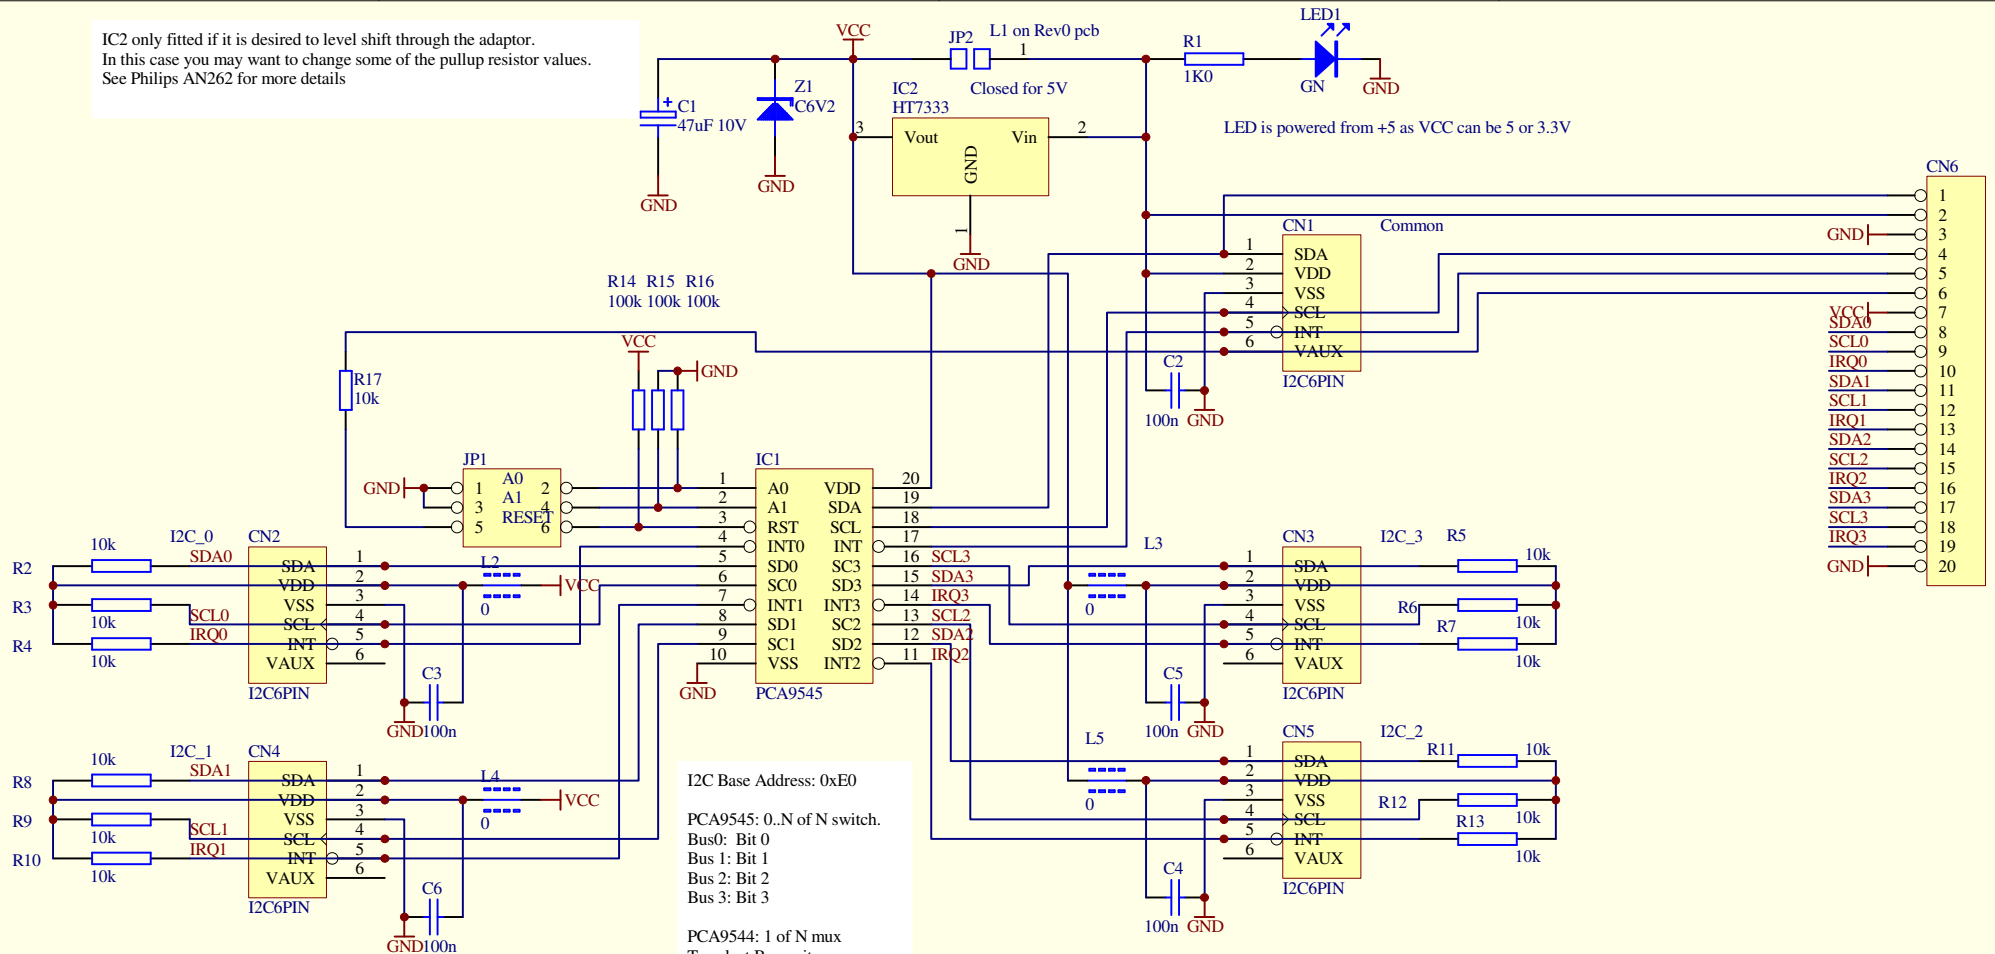 IC2 only fitted if it is desired to level shift through the adaptor.
In this case you may want to change some of the pullup resistor values.
See Philips AN262 for more details
VCC
JP2
L1 on Rev0 pcb
1
Closed for 5V
R1
1K0
LED1
GN
GND
LED is powered from +5 as VCC can be 5 or 3.3V
C1
47uF 10V
GND
Z1
C6V2
GND
IC2
HT7333
3
Vout
Vin
2
GND
1
GND
CN6
1
2
GND 3
4
5
6
VCC 7
SDA0 8
SCL0 9
IRQ0 10
SDA1 11
SCL1 12
IRQ1 13
SDA2 14
SCL2 15
IRQ2 16
SDA3 17
SCL3 18
IRQ3 19
GND 20
CN1
Common
1 SDA
2 VDD
3 VSS
4 SCL
5 INT
6 VAUX
I2C6PIN
C2
100n
GND
R14 R15 R16
100k 100k 100k
VCC
GND
R17
10k
JP1
GND
1 A0 2
3 A1 4
5 RESET 6
IC1
1 A0 VDD 20
2 A1 SDA 19
3 RST SCL 18
4 INT0 INT 17
5 SD0 SC3 16 SCL3
6 SC0 SD3 15 SDA3
7 INT1 INT3 14 IRQ3
8 SD1 SC2 13 SCL2
9 SC1 SD2 12 SDA2
10 VSS INT2 11 IRQ2
GND
PCA9545
I2C_0
CN2
10k
R2
SDA0
R3
10k
SCL0
IRQ0
R4
10k
SDA 1
VDD 2
VSS 3
SCL 4
INT 5
VAUX 6
I2C6PIN
L2
0
VCC
C3
GND
100n
I2C_1
CN4
10k
R8
SDA1
R9
10k
SCL1
IRQ1
R10
10k
SDA 1
VDD 2
VSS 3
SCL 4
INT 5
VAUX 6
I2C6PIN
L4
0
VCC
C6
GND
100n
L3
0
CN3
I2C_3
R5
10k
1 SDA
2 VDD
3 VSS
4 SCL
5 INT
6 VAUX
I2C6PIN
R6
10k
R7
10k
C5
100n
GND
L5
0
CN5
I2C_2
R11
10k
1 SDA
2 VDD
3 VSS
4 SCL
5 INT
6 VAUX
I2C6PIN
R12
10k
R13
10k
C4
100n
GND
I2C Base Address: 0xE0
PCA9545: 0..N of N switch.
Bus0: Bit 0
Bus 1: Bit 1
Bus 2: Bit 2
Bus 3: Bit 3
PCA9544: 1 of N mux